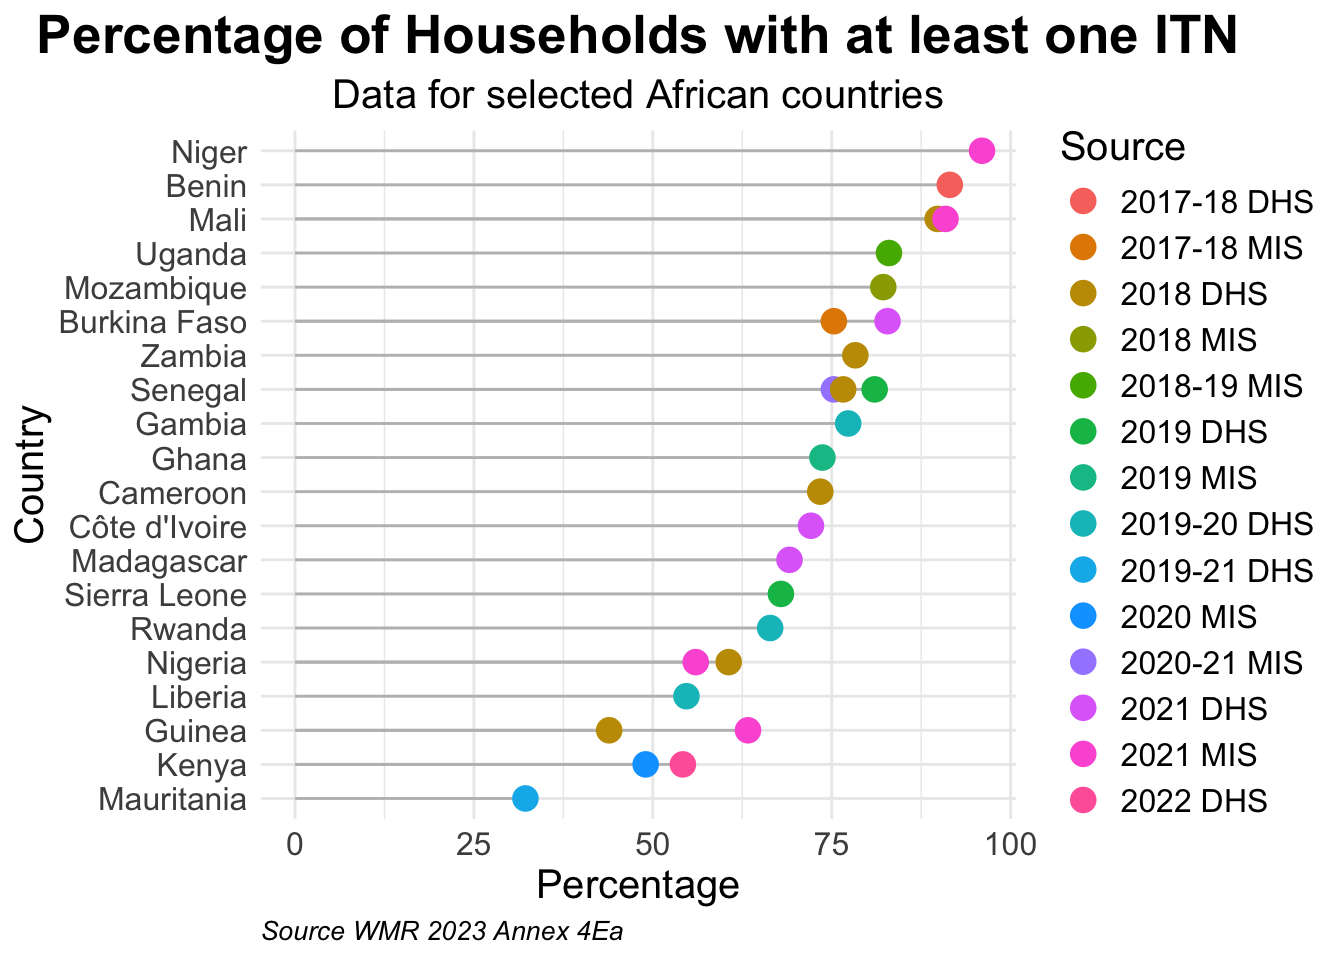 Percentage of Households with at least one ITN
Data for selected African countries
Country
Niger
Benin
Mali
Uganda
Mozambique
Burkina Faso
Zambia
Senegal
Gambia
Ghana
Cameroon
Côte d'Ivoire
Madagascar
Sierra Leone
Rwanda
Nigeria
Liberia
Guinea
Kenya
Mauritania
0 25 50 75 100
Percentage
Source
2017-18 DHS
2017-18 MIS
2018 DHS
2018 MIS
2018-19 MIS
2019 DHS
2019 MIS
2019-20 DHS
2019-21 DHS
2020 MIS
2020-21 MIS
2021 DHS
2021 MIS
2022 DHS
Source WMR 2023 Annex 4Ea